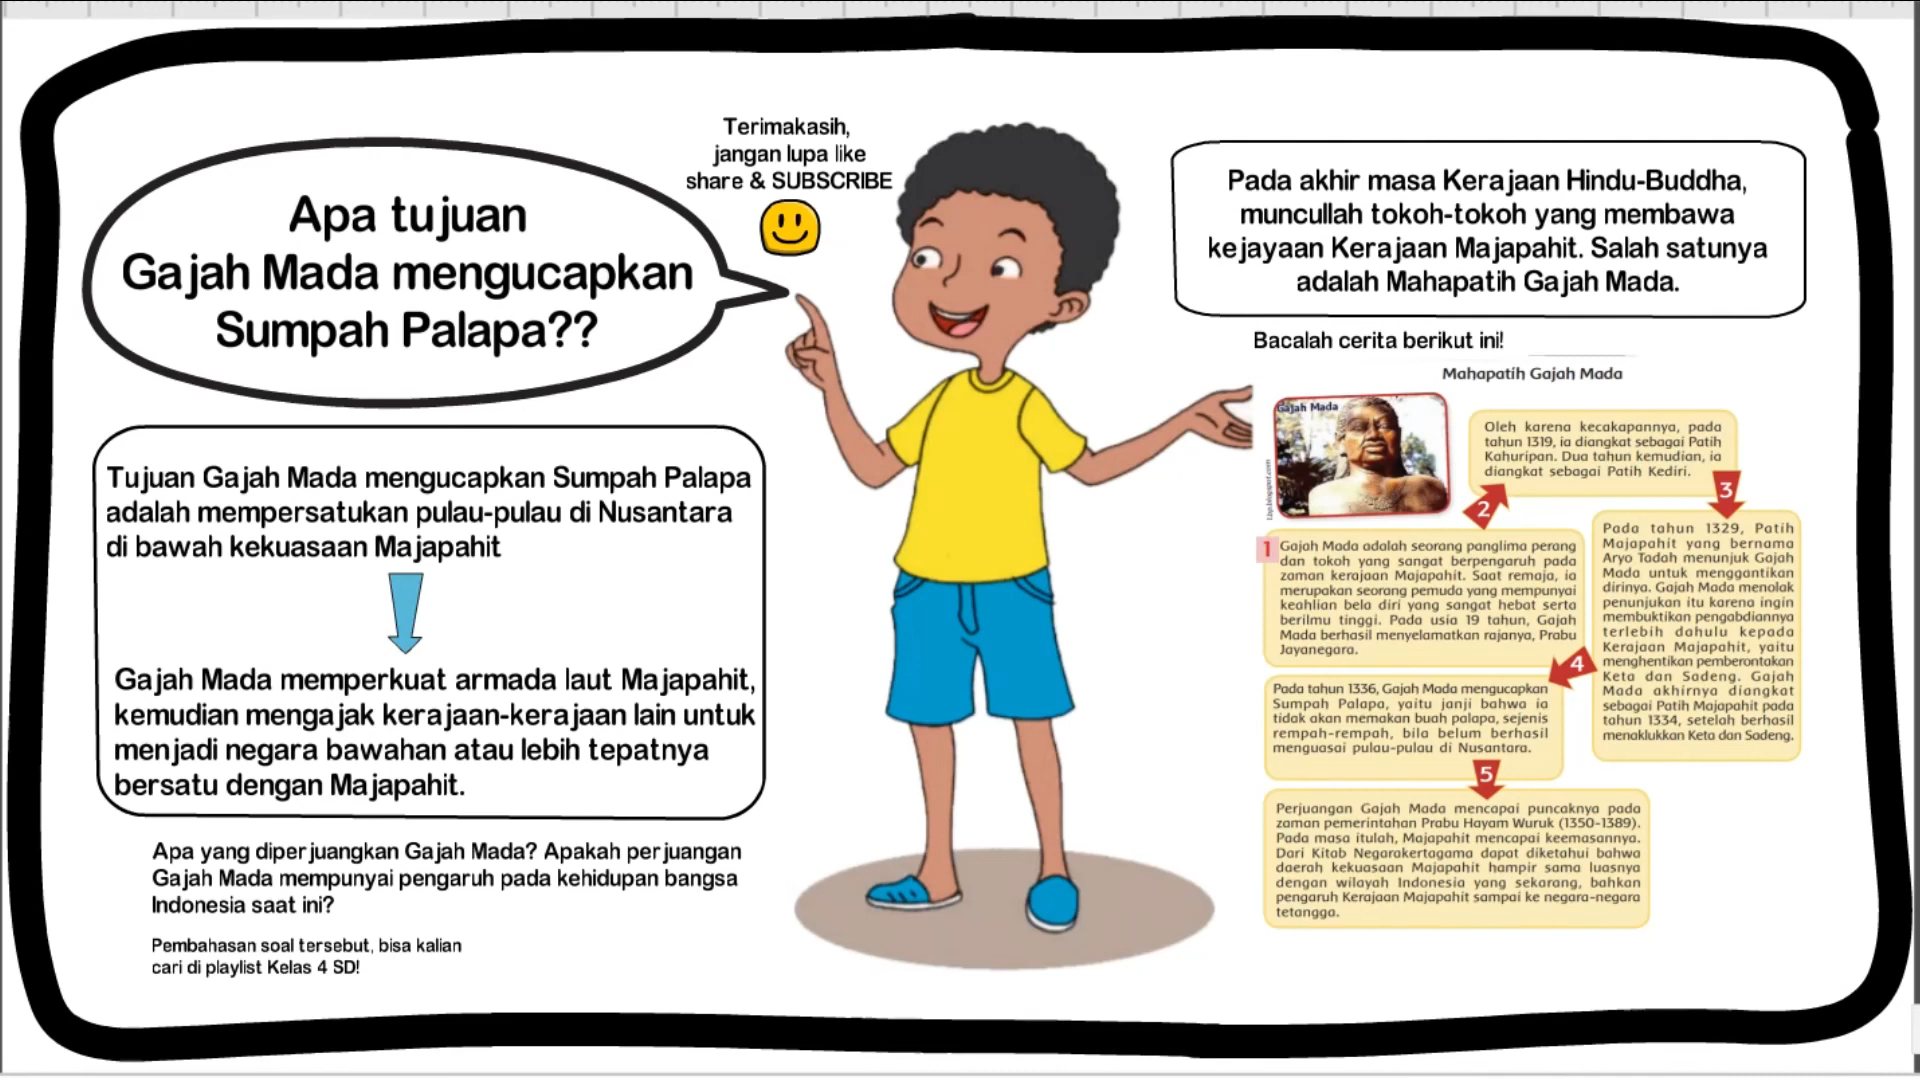 Apa tujuan
Gajah Mada mengucapkan
Sumpah Palapa??
Terimakasih,
jangan lupa like
share & SUBSCRIBE
Tujuan Gajah Mada mengucapkan Sumpah Palapa
adalah mempersatukan pulau-pulau di Nusantara
di bawah kekuasaan Majapahit
Gajah Mada memperkuat armada laut Majapahit,
kemudian mengajak kerajaan-kerajaan lain untuk
menjadi negara bawahan atau lebih tepatnya
bersatu dengan Majapahit.
Apa yang diperjuangkan Gajah Mada? Apakah perjuangan
Gajah Mada mempunyai pengaruh pada kehidupan bangsa
Indonesia saat ini?
Pembahasan soal tersebut, bisa kalian
cari di playlist Kelas 4 SD!
Pada akhir masa Kerajaan Hindu-Buddha,
muncullah tokoh-tokoh yang membawa
kejayaan Kerajaan Majapahit. Salah satunya
adalah Mahapatih Gajah Mada.
Bacalah cerita berikut ini!
Mahapatih Gajah Mada
Gajah Mada
1
Gajah Mada adalah seorang panglima perang
dan tokoh yang sangat berpengaruh pada
zaman kerajaan Majapahit. Saat remaja, ia
merupakan seorang pemuda yang mempunyai
keahlian bela diri yang sangat hebat serta
berilmu tinggi. Pada usia 19 tahun, Gajah
Mada berhasil menyelamatkan rajanya, Prabu
Jayanegara.
2
Oleh karena kecakapannya, pada
tahun 1319, ia diangkat sebagai Patih
Kahuripan. Dua tahun kemudian, ia
diangkat sebagai Patih Kediri.
3
Pada tahun 1329, Patih
Majapahit yang bernama
Aryo Tadah menunjuk Gajah
Mada untuk menggantikan
dirinya. Gajah Mada menolak
penunjukan itu karena ingin
membuktikan pengabdiannya
terlebih dahulu kepada
Kerajaan Majapahit, yaitu
menghentikan pemberontakan
Keta dan Sadeng. Gajah
Mada akhirnya diangkat
sebagai Patih Majapahit pada
tahun 1334, setelah berhasil
menaklukkan Keta dan Sadeng.
4
Pada tahun 1336, Gajah Mada mengucapkan
Sumpah Palapa, yaitu janji bahwa ia
tidak akan memakan buah palapa, sejenis
rempah-rempah, bila belum berhasil
menguasai pulau-pulau di Nusantara.
5
Perjuangan Gajah Mada mencapai puncaknya pada
zaman pemerintahan Prabu Hayam Wuruk (1350-1389).
Pada masa itulah, Majapahit mencapai keemasannya.
Dari Kitab Negarakertagama dapat diketahui bahwa
daerah kekuasaan Majapahit hampir sama luasnya
dengan wilayah Indonesia yang sekarang, bahkan
pengaruh Kerajaan Majapahit sampai ke negara-negara
tetangga.